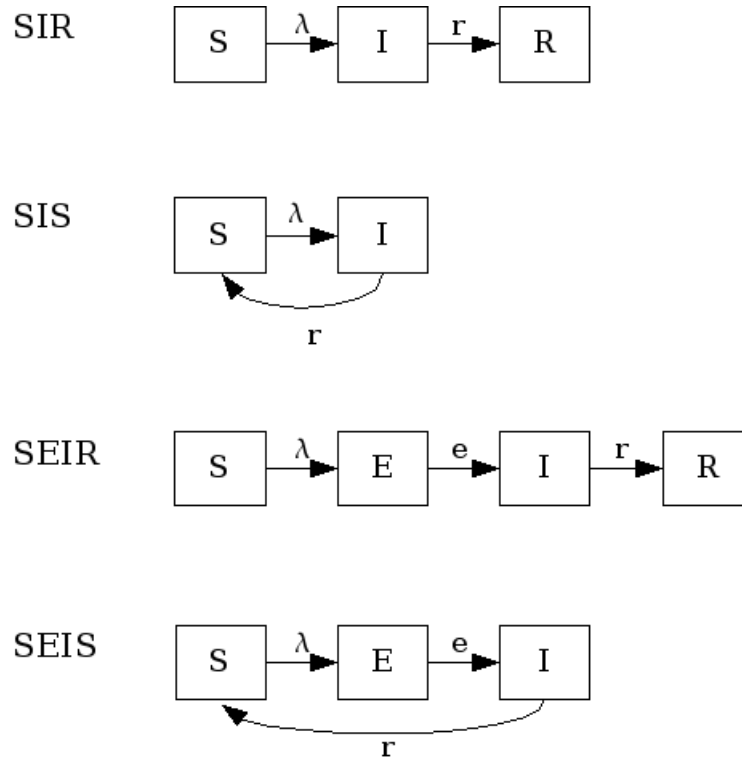 SIR S λ I r R
SIS S λ I
r
SEIR S λ E e I r R
SEIS S λ E e I
r